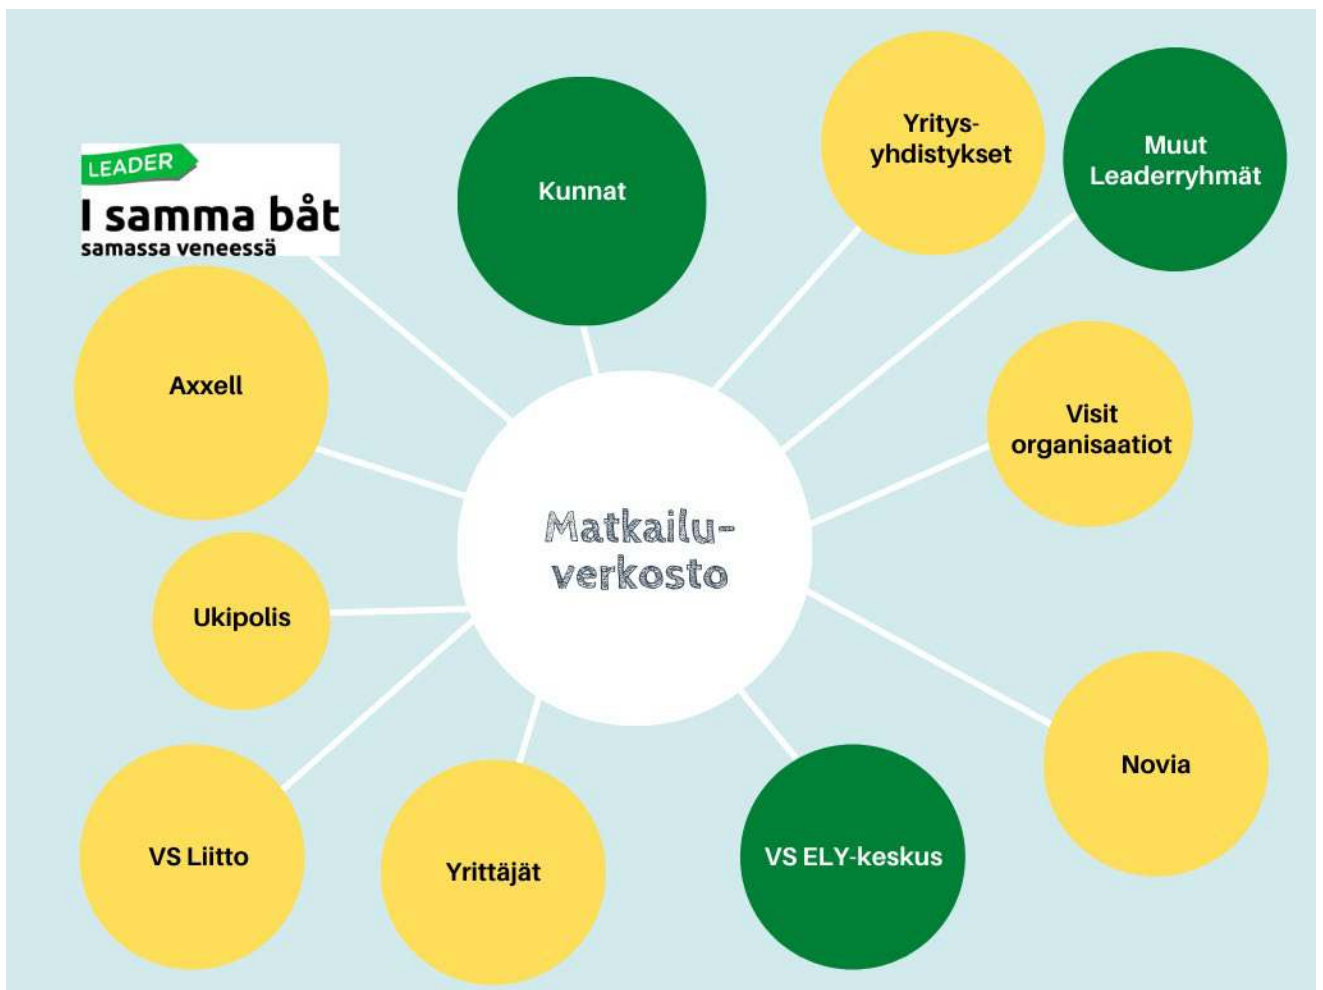 LEADER
I samma båt
samassa veneessä
Kunnat
Yritys-
yhdistykset
Muut
Leaderryhmät
Axxell
Visit
organisaatiot
Matkailu-
verkosto
Ukipolis
Novia
VS Liitto
Yrittäjät
VS ELY-keskus